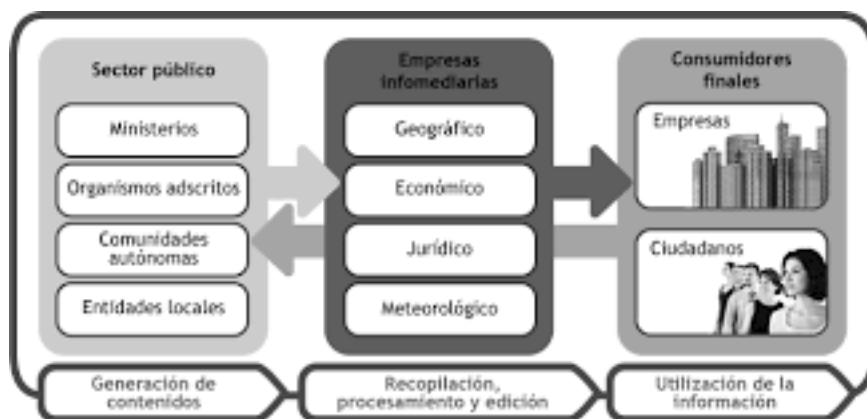 Sector público
Ministerios
Organismos adscritos
Comunidades
autónomas
Entidades locales
Empresas
infomediarias
Geográfico
Económico
Jurídico
Meteorológico
Consumidores
finales
Empresas
Ciudadanos
Generación de
contenidos
Recopilación,
procesamiento y edición
Utilización de la
información